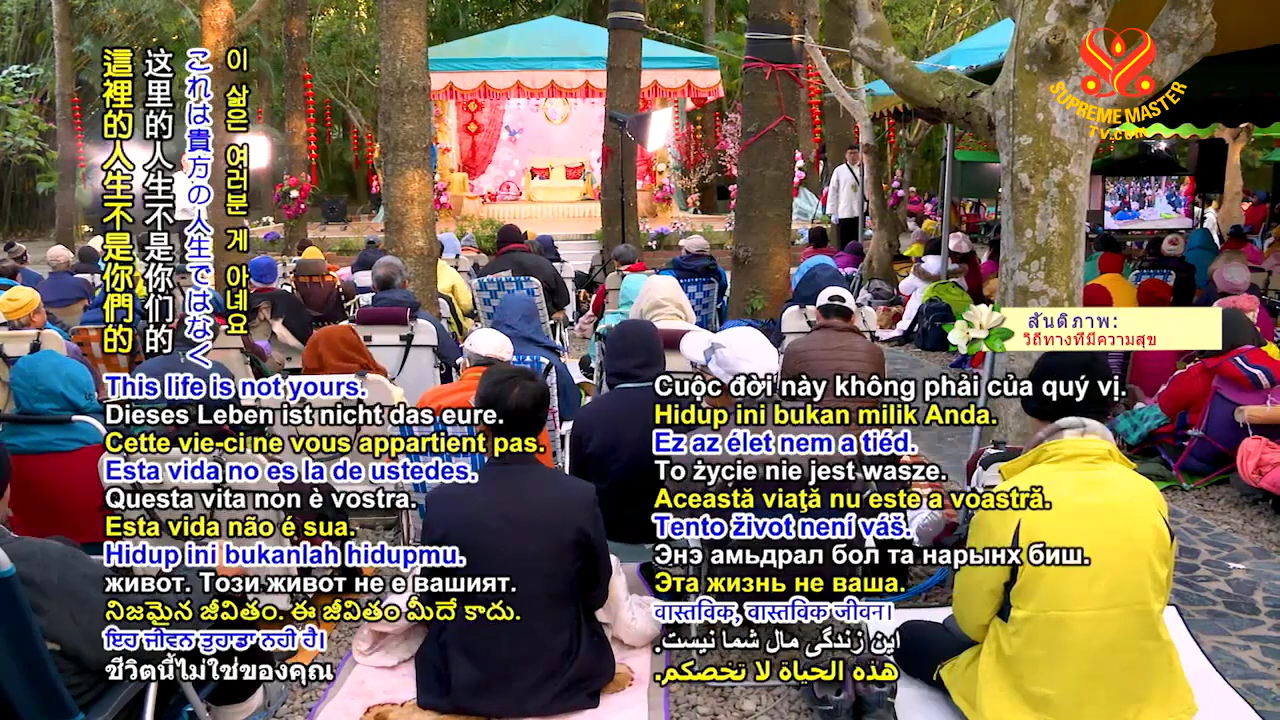 這裡的人生不是你們的
这里的人生不是你们的
これは貴方の人生ではなく
이 삶은 여러분 게 아녜요
SUPREME MASTER
TV.com
สันติภาพ:
วิถีทางที่มีความสุข
This life is not yours.
Dieses Leben ist nicht das eure.
Cette vie-ci ne vous appartient pas.
Esta vida no es la de ustedes.
Questa vita non è vostra.
Esta vida não é sua.
Hidup ini bukanlah hidupmu.
живот. Този живот не е вашият.
నిజమైన జీవితం. ఈ జీవితం మీదే కాదు.
ਇਹ ਜੀਵਨ ਤੁਹਾਡਾ ਨਹੀ ਹੈ।
ชีวิตนี้ไม่ใช่ของคุณ
Cuộc đời này không phải của quý vị.
Hidup ini bukan milik Anda.
Ez az élet nem a tiéd.
To życie nie jest wasze.
Această viaţă nu este a voastră.
Tento život není váš.
Энэ амьдрал бол та нарынх биш.
Эта жизнь не ваша.
वास्तविक, वास्तविक जीवन।
این زندگی مال شما نیست.
هذه الحياة لا تخصكم.